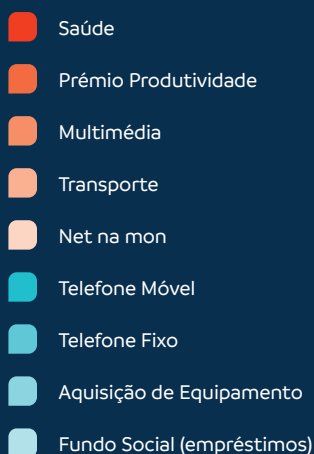 Saúde
Prémio Produtividade
Multimédia
Transporte
Net na mon
Telefone Móvel
Telefone Fixo
Aquisição de Equipamento
Fundo Social (empréstimos)